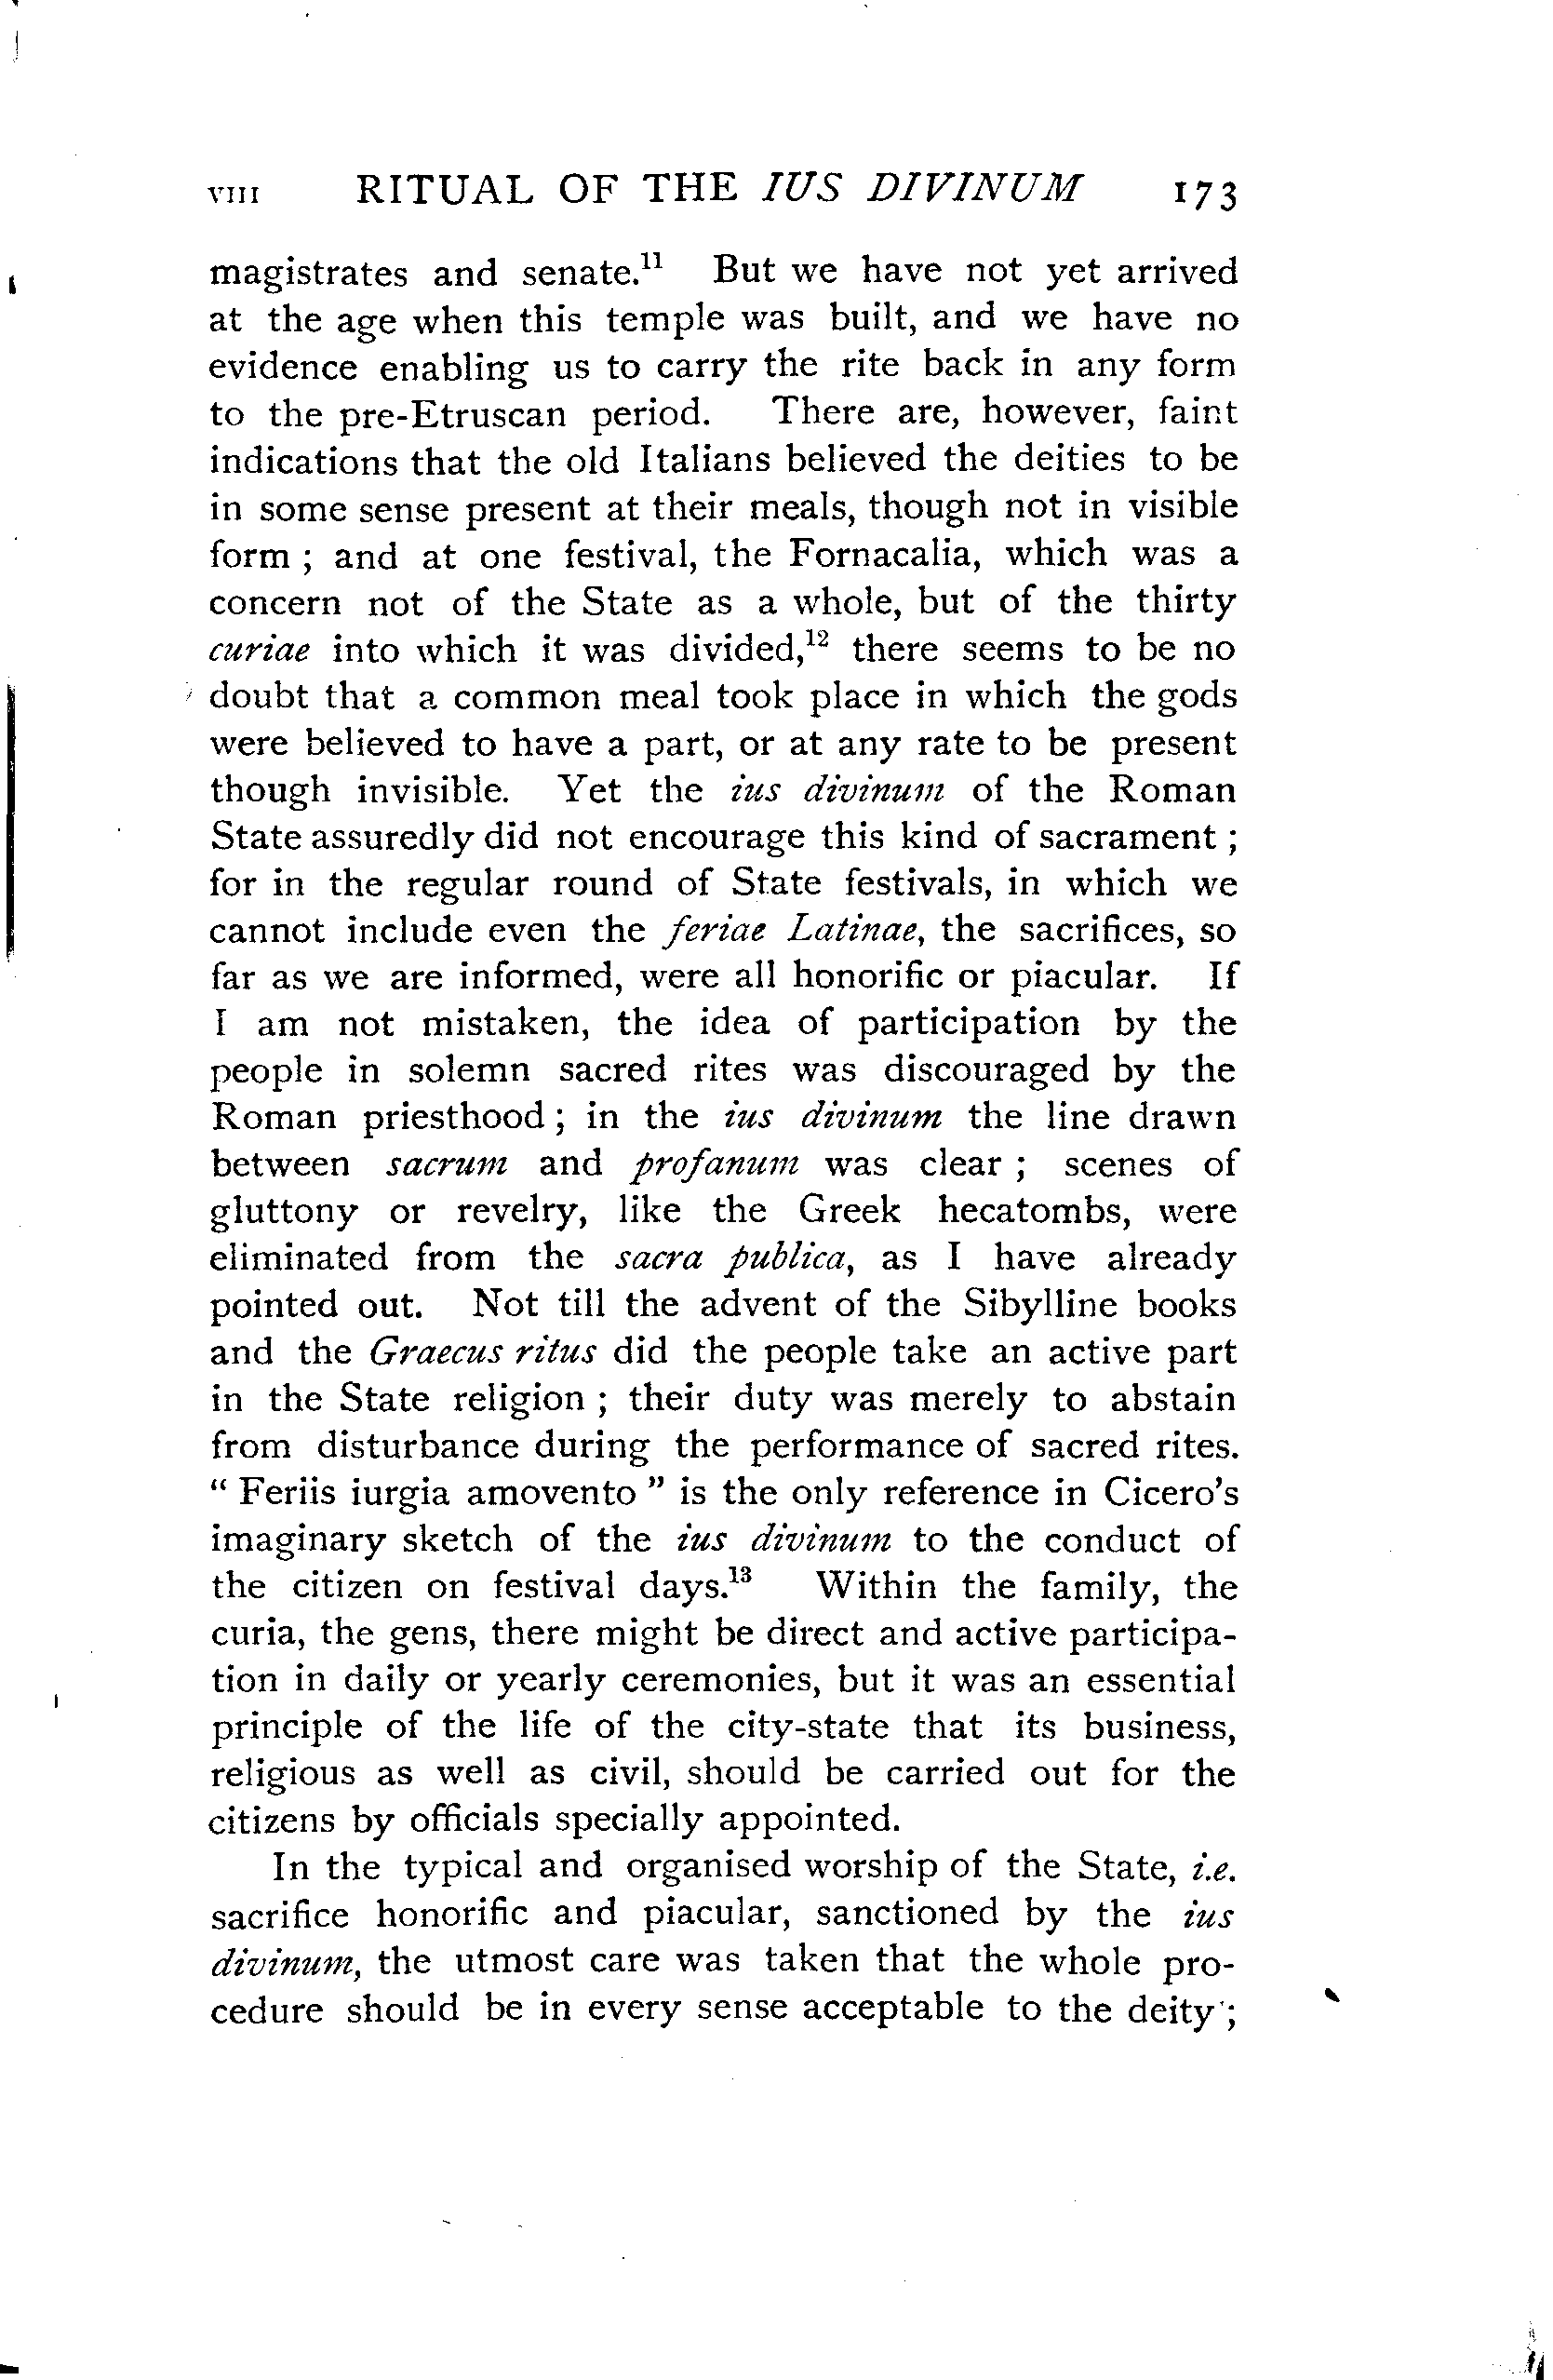 VIII RITUAL OF THE IUS DIVINUM 173
magistrates and senate.¹¹ But we have not yet arrived
at the age when this temple was built, and we have no
evidence enabling us to carry the rite back in any form
to the pre-Etruscan period. There are, however, faint
indications that the old Italians believed the deities to be
in some sense present at their meals, though not in visible
form ; and at one festival, the Fornacalia, which was a
concern not of the State as a whole, but of the thirty
curiae into which it was divided,¹² there seems to be no
doubt that a common meal took place in which the gods
were believed to have a part, or at any rate to be present
though invisible. Yet the ius divinum of the Roman
State assuredly did not encourage this kind of sacrament ;
for in the regular round of State festivals, in which we
cannot include even the feriae Latinae, the sacrifices, so
far as we are informed, were all honorific or piacular. If
I am not mistaken, the idea of participation by the
people in solemn sacred rites was discouraged by the
Roman priesthood ; in the ius divinum the line drawn
between sacrum and profanum was clear ; scenes of
gluttony or revelry, like the Greek hecatombs, were
eliminated from the sacra publica, as I have already
pointed out. Not till the advent of the Sibylline books
and the Graecus ritus did the people take an active part
in the State religion ; their duty was merely to abstain
from disturbance during the performance of sacred rites.
“ Feriis iurgia amovento ” is the only reference in Cicero's
imaginary sketch of the ius divinum to the conduct of
the citizen on festival days.¹³ Within the family, the
curia, the gens, there might be direct and active participa-
tion in daily or yearly ceremonies, but it was an essential
principle of the life of the city-state that its business,
religious as well as civil, should be carried out for the
citizens by officials specially appointed.
In the typical and organised worship of the State, i.e.
sacrifice honorific and piacular, sanctioned by the ius
divinum, the utmost care was taken that the whole pro-
cedure should be in every sense acceptable to the deity ;